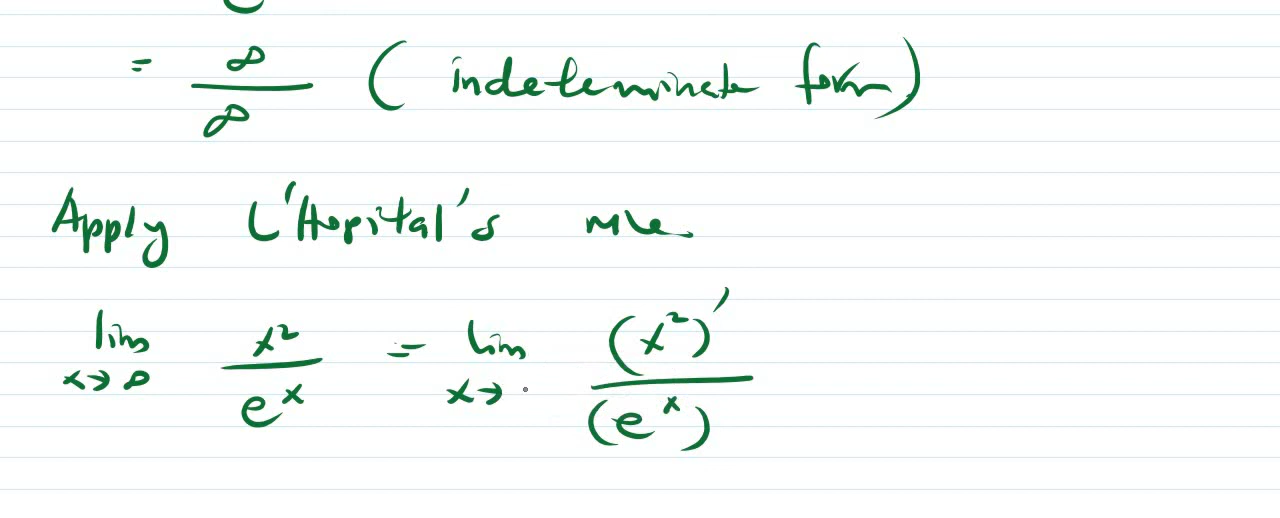 = ∞/∞ ( indeterminate form)
Apply L'Hopital's rule
lim x→∞ x²/eˣ = lim x→ (x²)'/(eˣ)